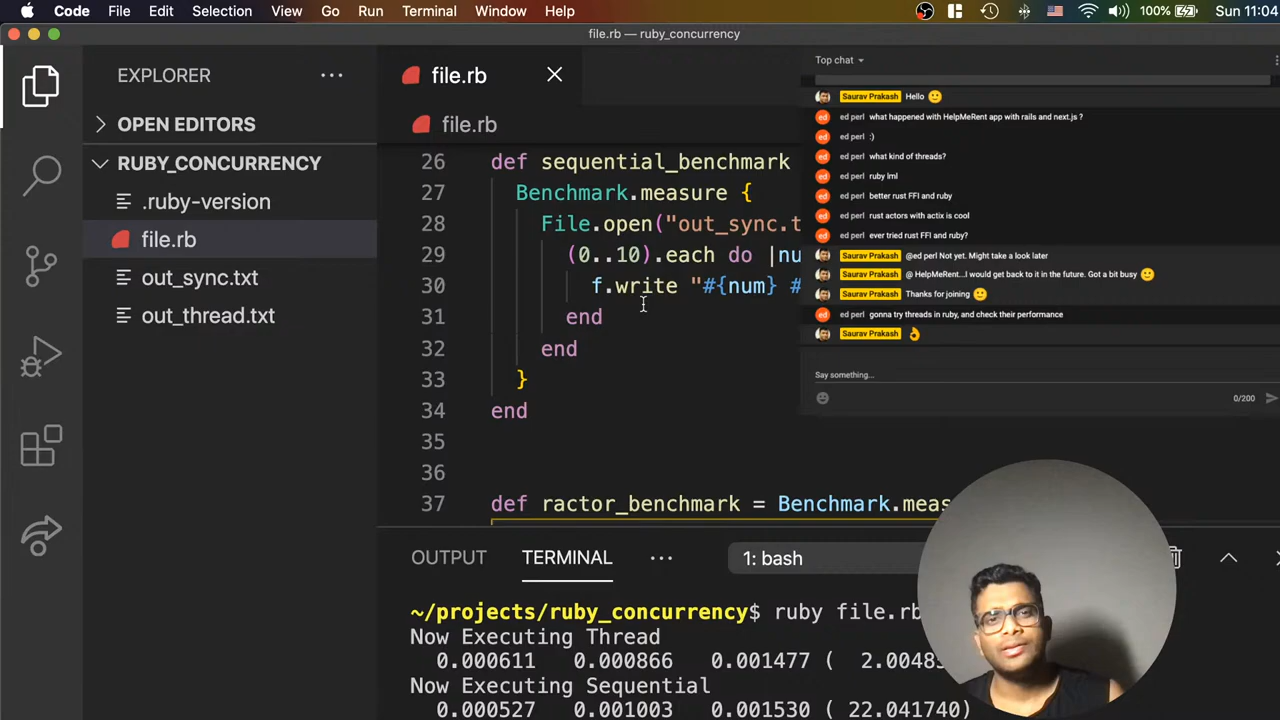 Code File Edit Selection View Go Run Terminal Window Help 100% Sun 11:04
file.rb — ruby_concurrency
EXPLORER
OPEN EDITORS
RUBY_CONCURRENCY
.ruby-version
file.rb
out_sync.txt
out_thread.txt
file.rb
file.rb
26 def sequential_benchmark
27 Benchmark.measure {
28 File.open("out_sync.t
29 (0..10).each do |nu
30 f.write "#{num} #
31 end
32 end
33 }
34 end
35
36
37 def ractor_benchmark = Benchmark.meas
Top chat
Saurav Prakash Hello 🙂
ed perl what happened with HelpMeRent app with rails and next.js ?
ed perl :)
ed perl what kind of threads?
ed perl ruby lml
ed perl better rust FFI and ruby
ed perl rust actors with actix is cool
ed perl ever tried rust FFI and ruby?
Saurav Prakash @ed perl Not yet. Might take a look later
Saurav Prakash @ HelpMeRent...I would get back to it in the future. Got a bit busy 🙂
Saurav Prakash Thanks for joining 🙂
ed perl gonna try threads in ruby, and check their performance
Saurav Prakash 👌
Say something...
0/200
OUTPUT TERMINAL ... 1: bash
~/projects/ruby_concurrency$ ruby file.rb
Now Executing Thread
0.000611 0.000866 0.001477 ( 2.0048
Now Executing Sequential
0.000527 0.001003 0.001530 ( 22.041740)